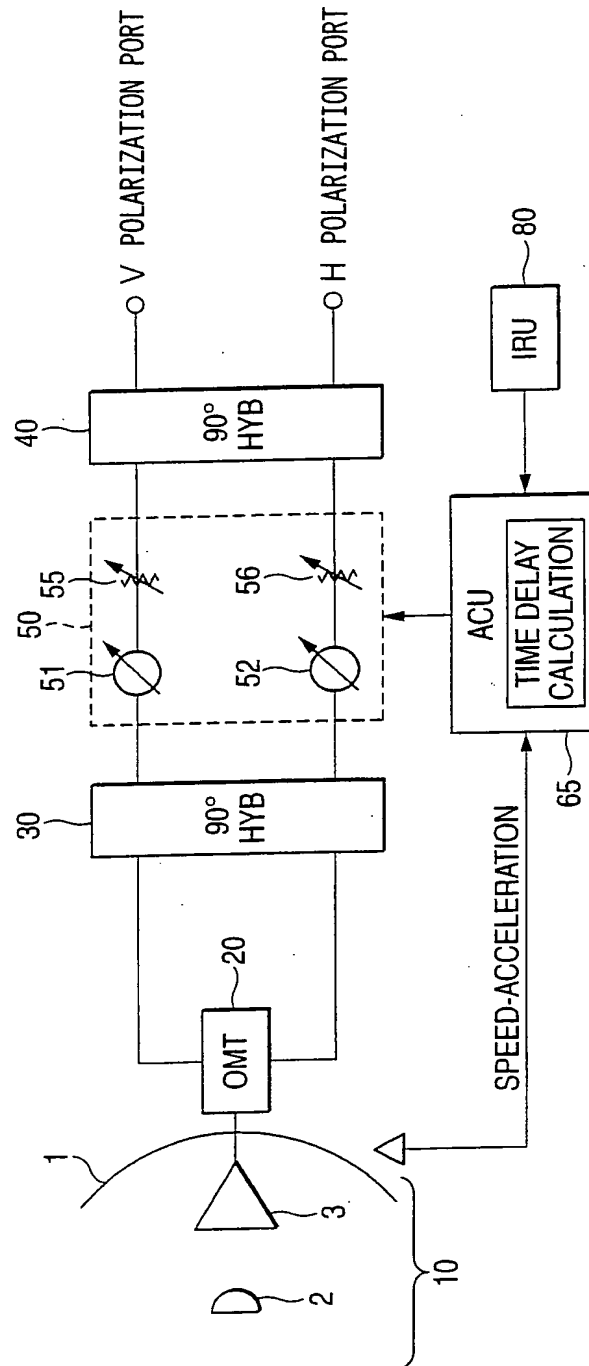 1
2
3
10
OMT
20
30
90°
HYB
50
51
55
52
56
40
90°
HYB
V POLARIZATION PORT
H POLARIZATION PORT
SPEED-ACCELERATION
ACU
TIME DELAY
CALCULATION
65
IRU
80